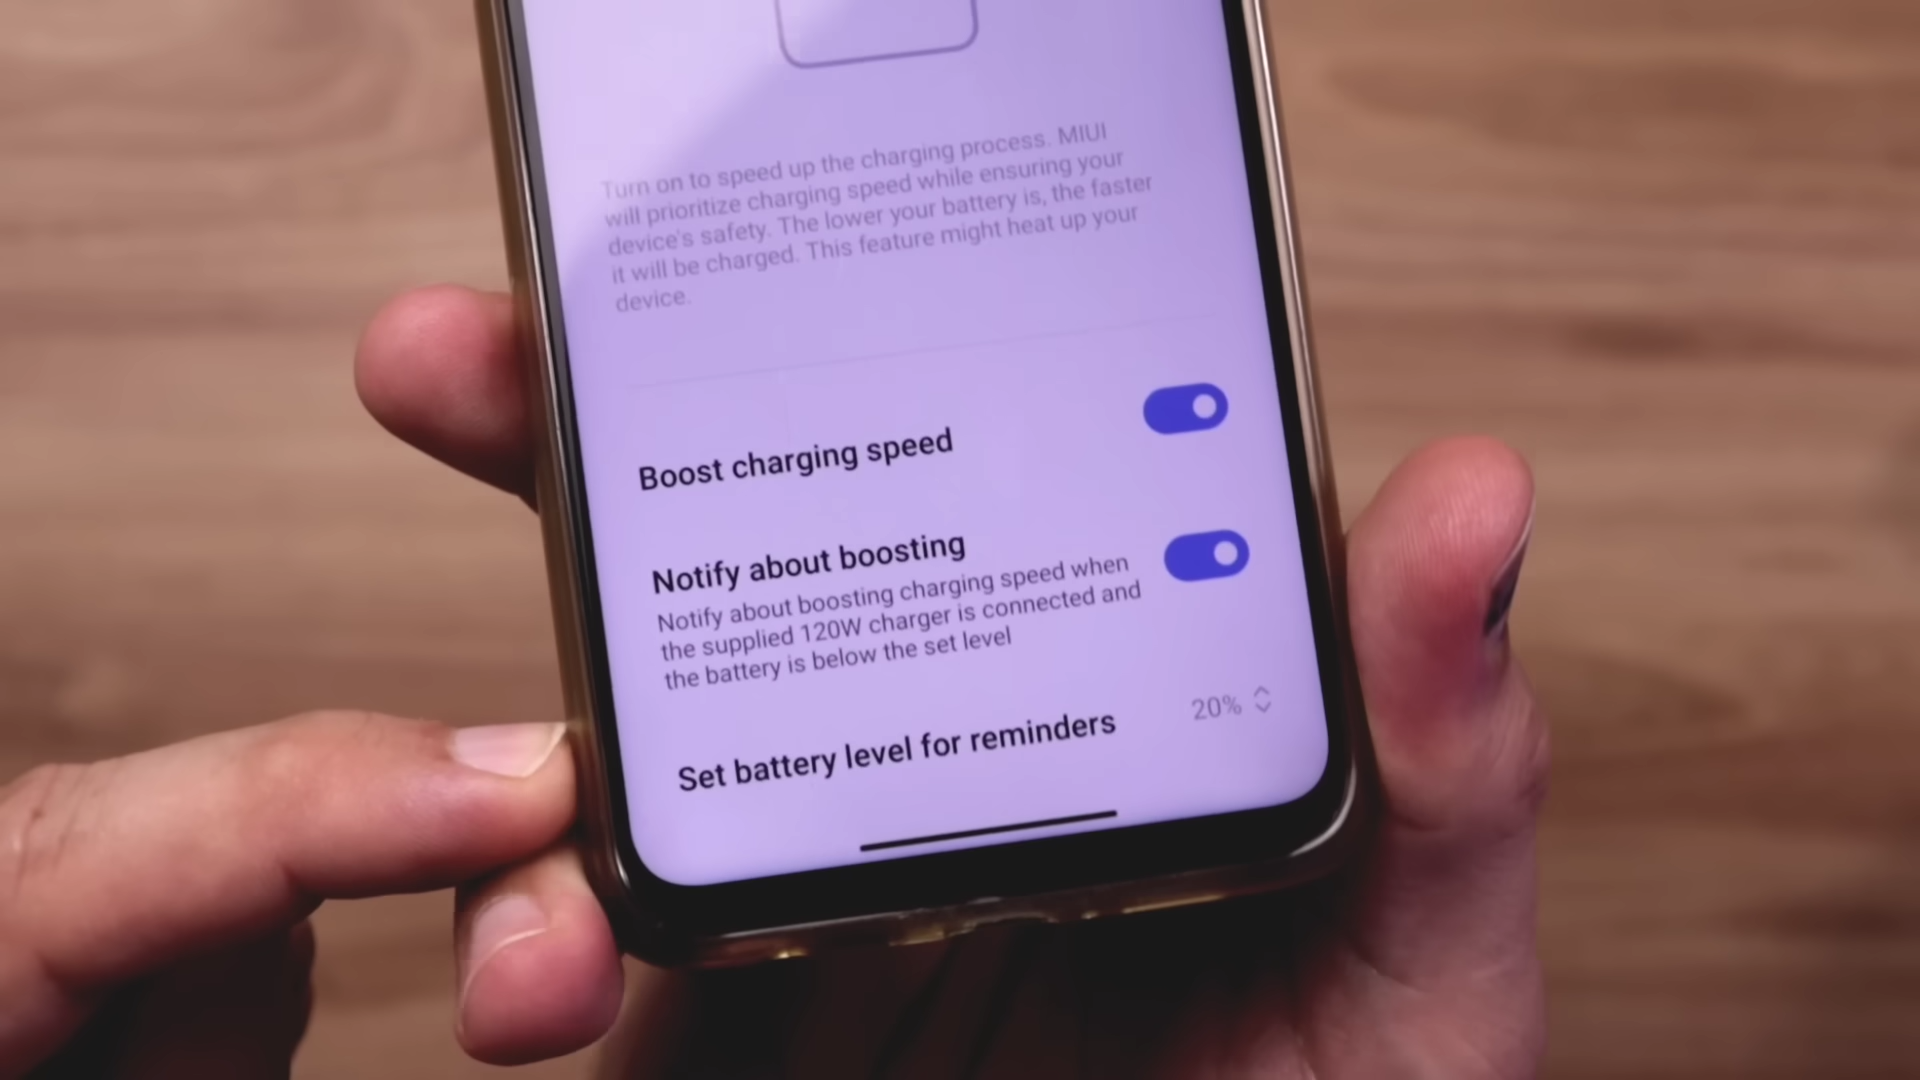 Turn on to speed up the charging process. MIUI
will prioritize charging speed while ensuring your
device's safety. The lower your battery is, the faster
it will be charged. This feature might heat up your
device.
Boost charging speed
Notify about boosting
Notify about boosting charging speed when
the supplied 120W charger is connected and
the battery is below the set level
Set battery level for reminders 20%